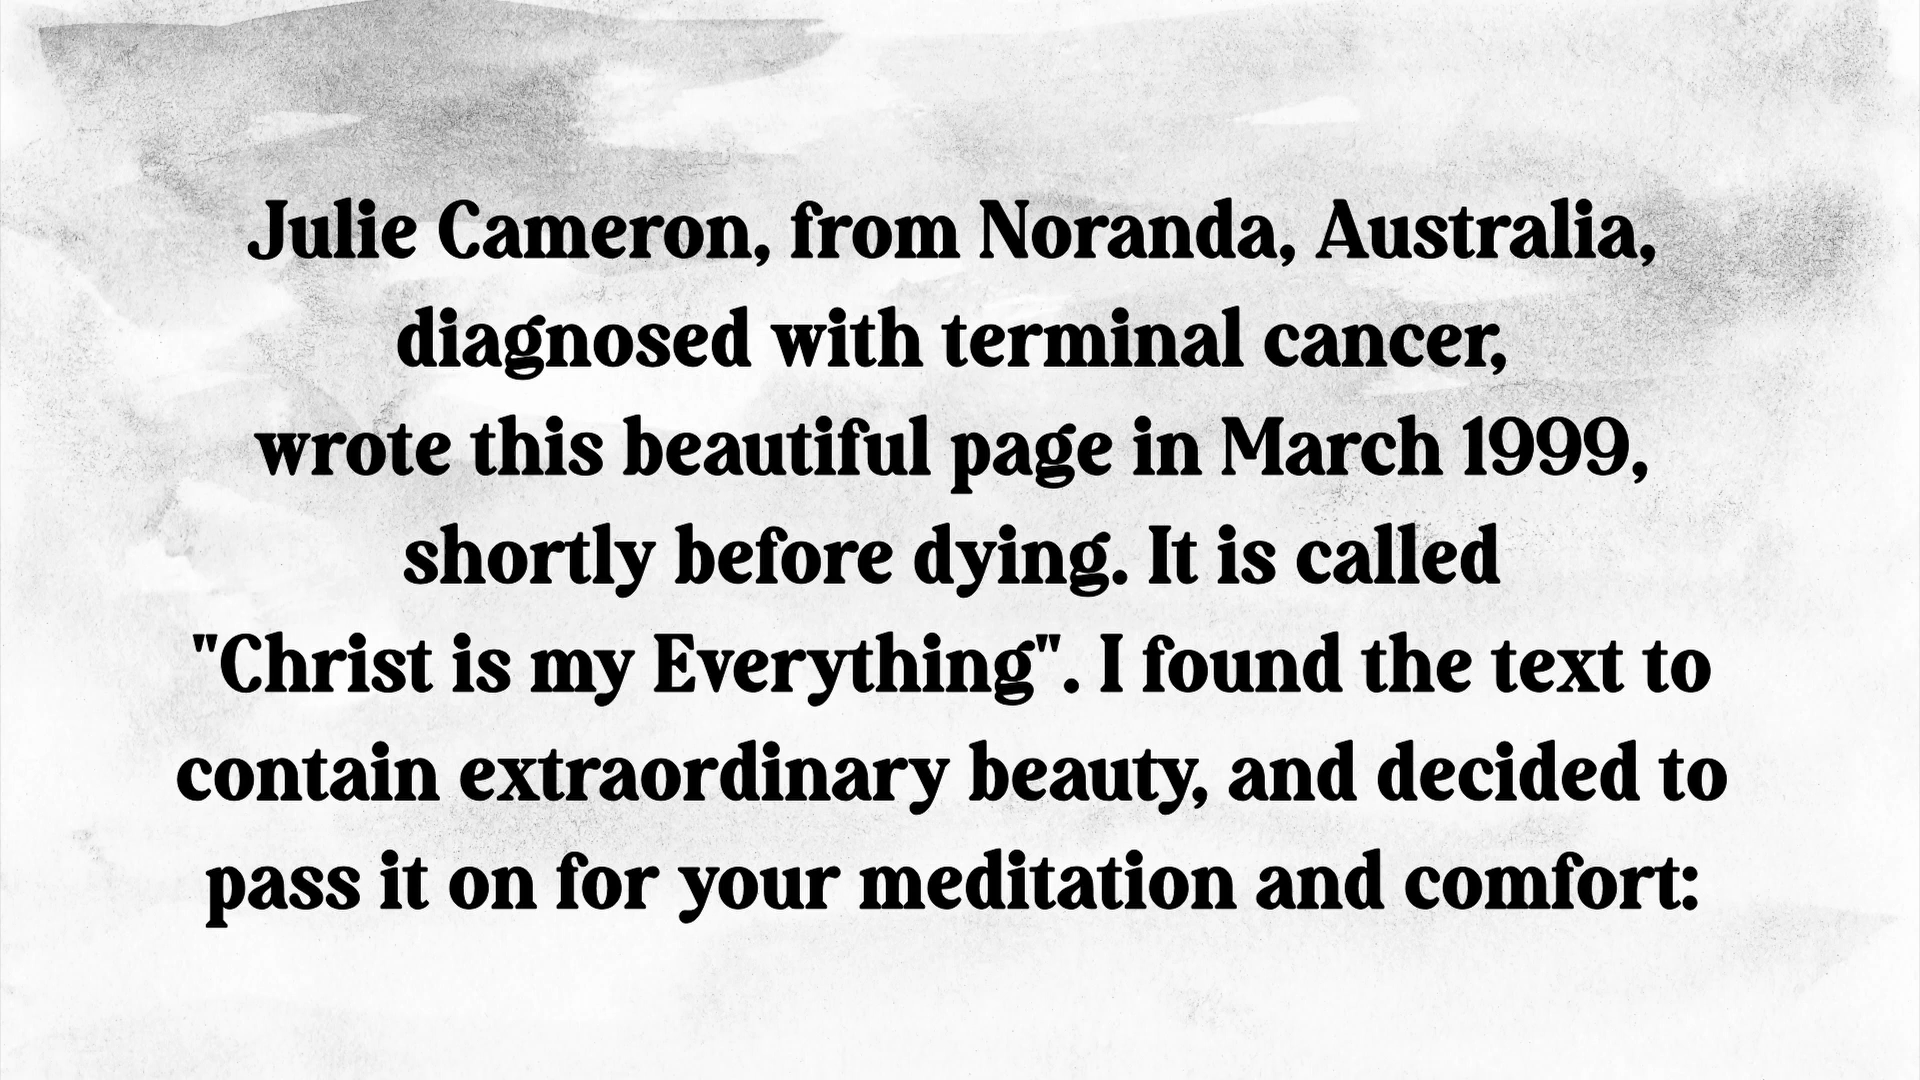 Julie Cameron, from Noranda, Australia,
diagnosed with terminal cancer,
wrote this beautiful page in March 1999,
shortly before dying. It is called
"Christ is my Everything". I found the text to
contain extraordinary beauty, and decided to
pass it on for your meditation and comfort: